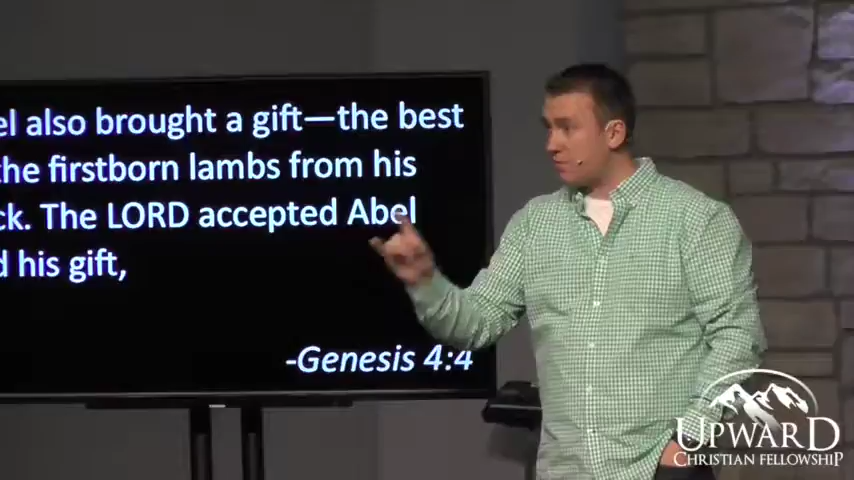 el also brought a gift—the best
the firstborn lambs from his
ck. The LORD accepted Abel
d his gift,
-Genesis 4:4
UPWARD
CHRISTIAN FELLOWSHIP